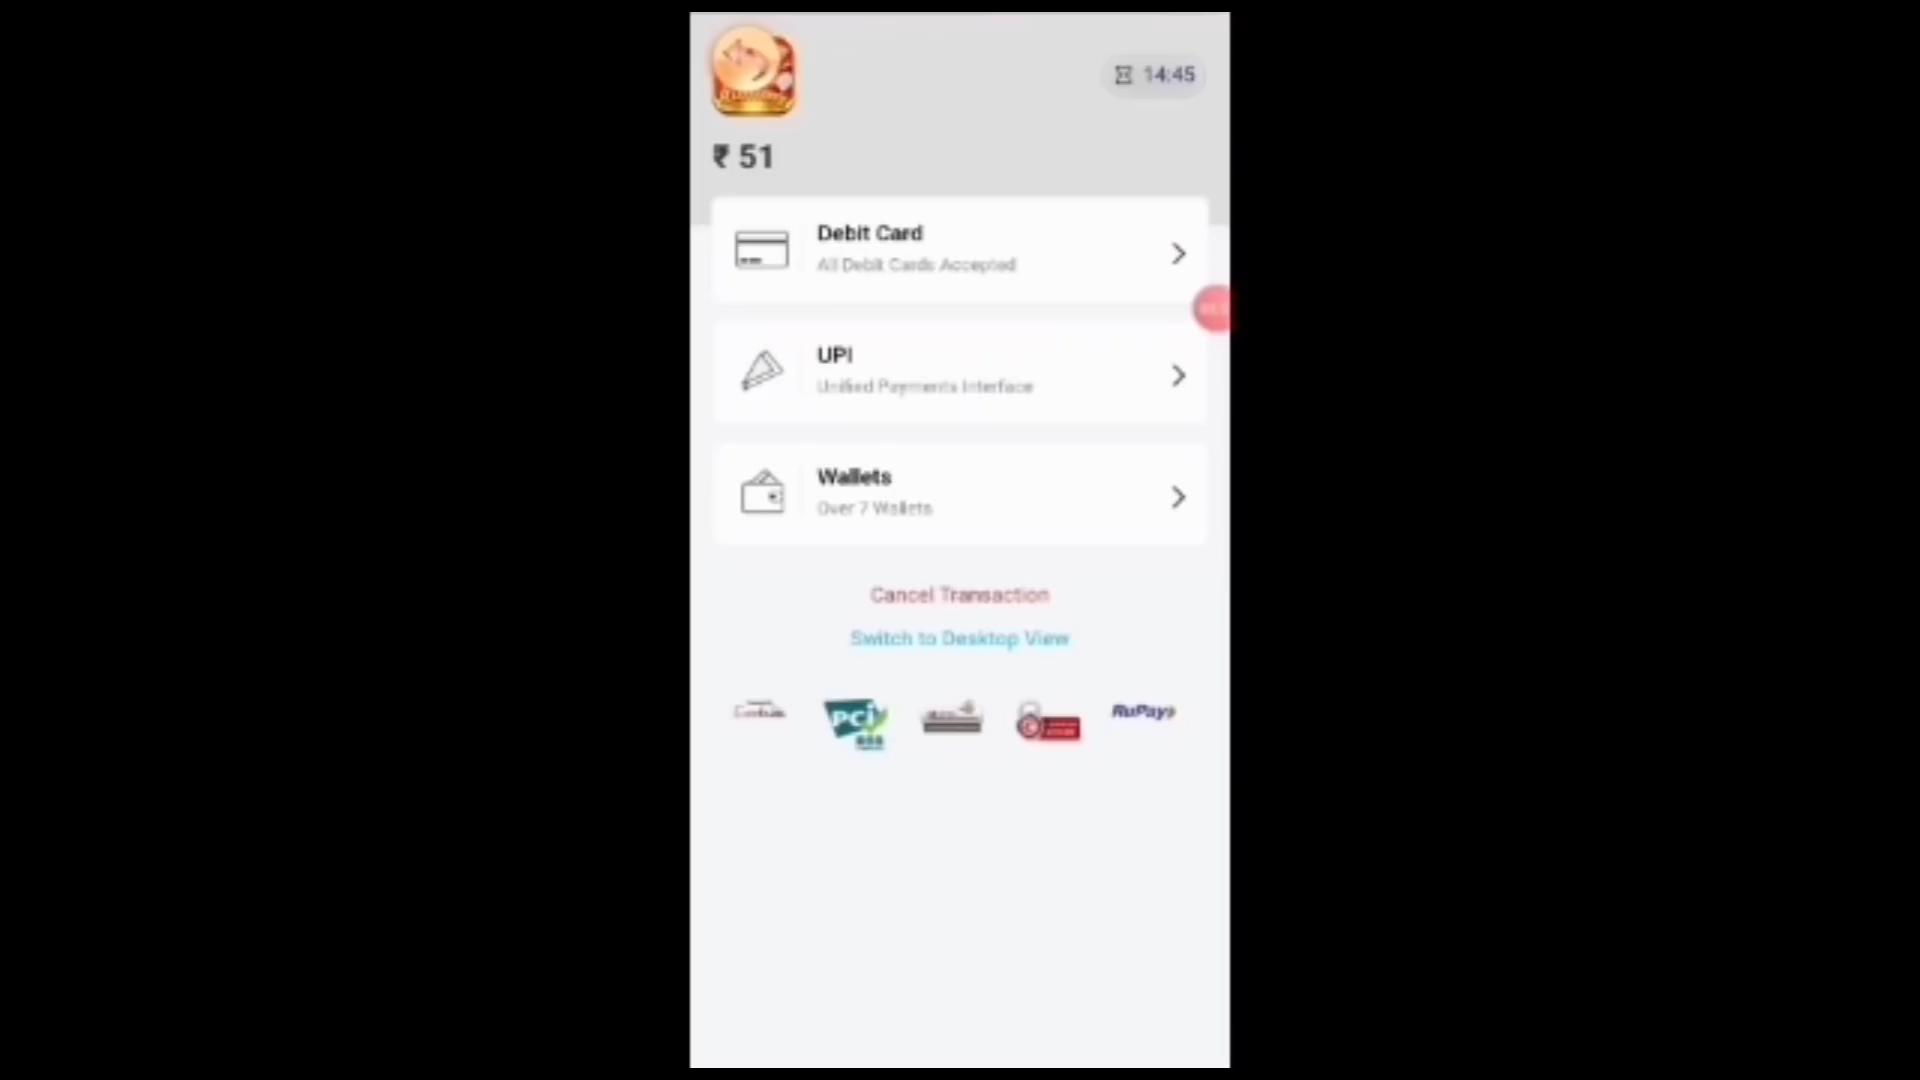 14:45
₹ 51
Debit Card
All Debit Cards Accepted
UPI
Unified Payments Interface
Wallets
Over 7 Wallets
Cancel Transaction
Switch to Desktop View
PCI
DSS
RuPay